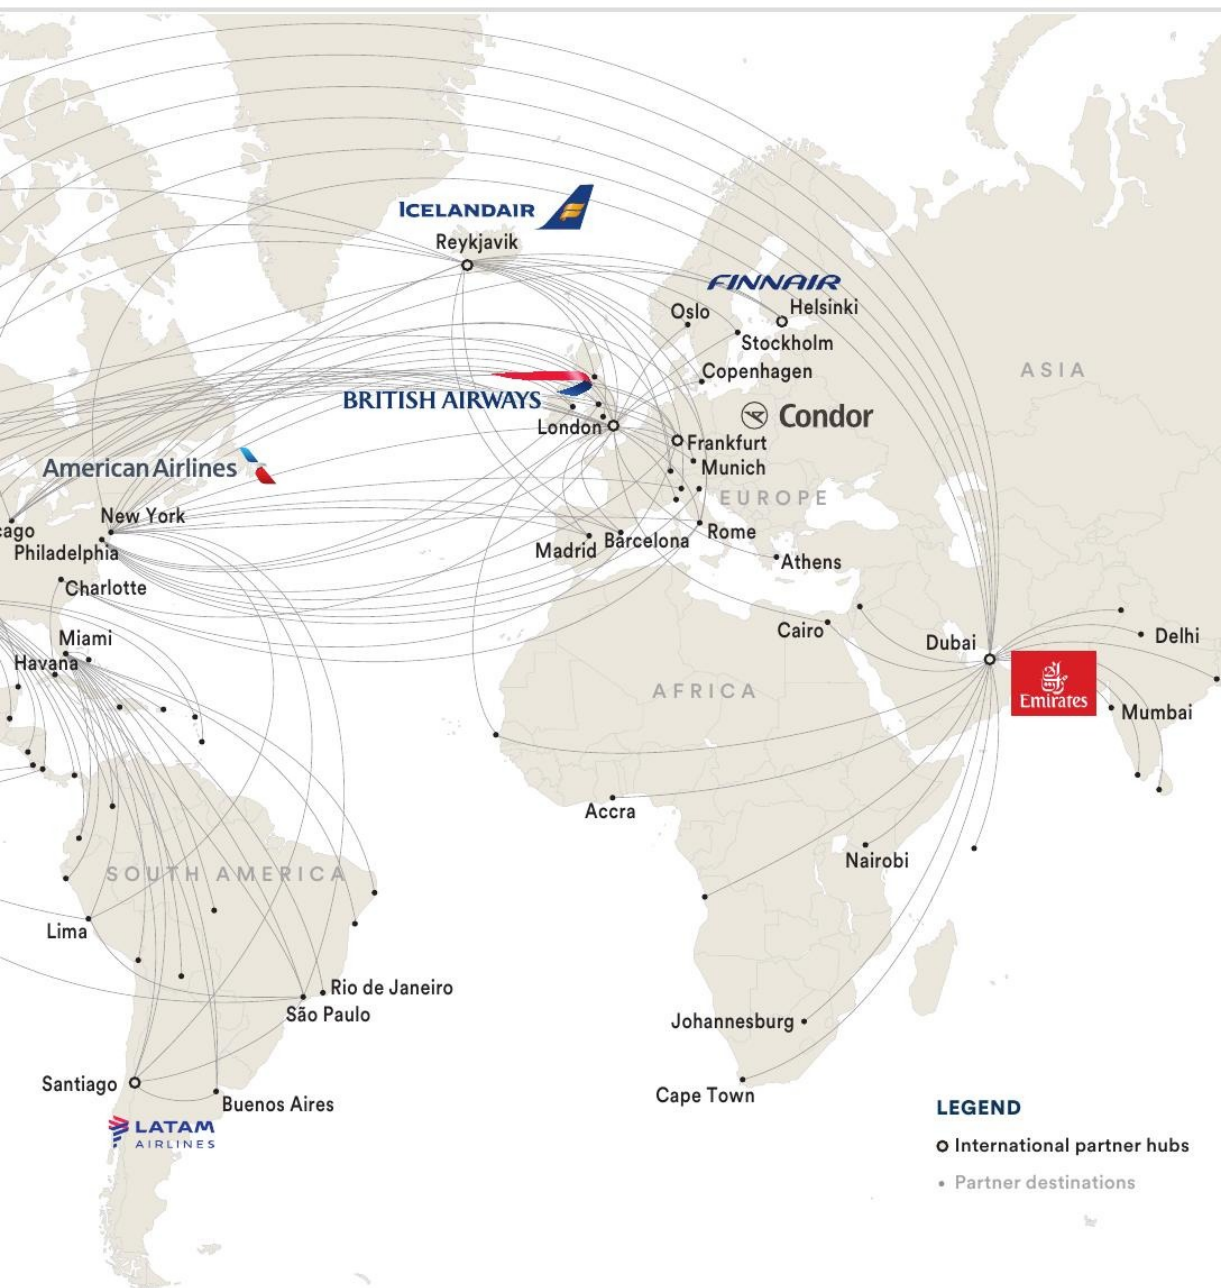 ICELANDAIR
Reykjavik
FINNAIR
Helsinki
Oslo
Stockholm
ASIA
Copenhagen
BRITISH AIRWAYS
Condor
London
Frankfurt
American Airlines
Munich
EUROPE
New York
cago
Rome
Philadelphia
Madrid
Barcelona
Athens
Charlotte
Cairo
Miami
Dubai
Delhi
Havana
AFRICA
Emirates
Mumbai
Accra
Nairobi
SOUTH AMERICA
Lima
Rio de Janeiro
São Paulo
Johannesburg
Santiago
Cape Town
Buenos Aires
LATAM
AIRLINES
LEGEND
International partner hubs
Partner destinations